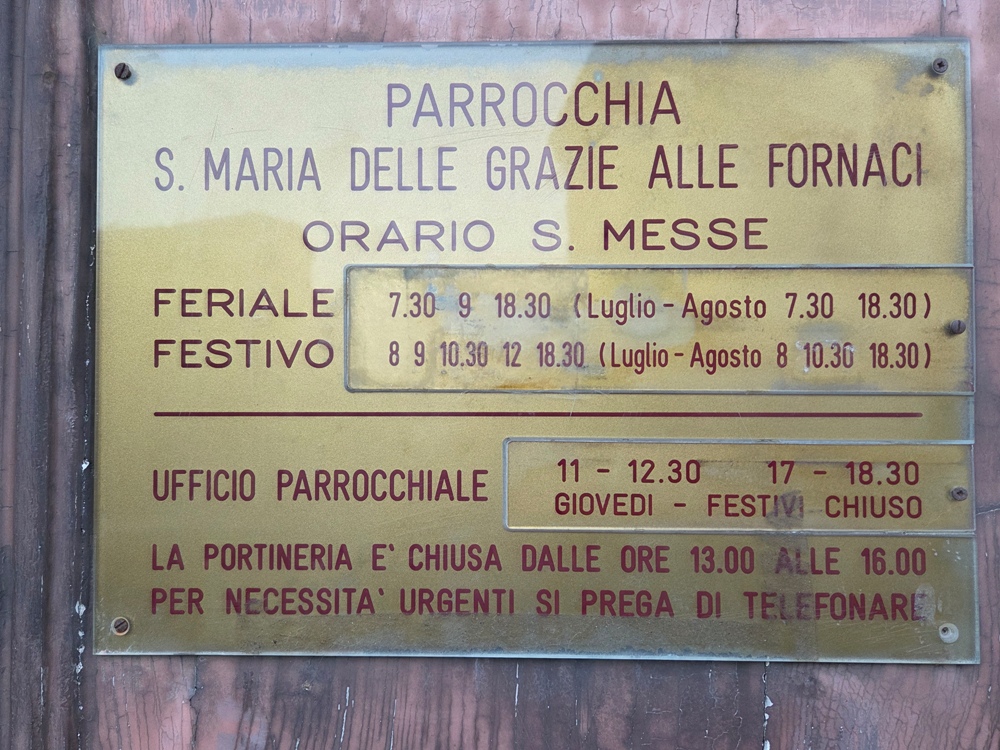 PARROCCHIA
S. MARIA DELLE GRAZIE ALLE FORNACI
ORARIO S. MESSE
FERIALE 7.30 9 18.30 (Luglio - Agosto 7.30 18.30)
FESTIVO 8 9 10.30 12 18.30 (Luglio - Agosto 8 10.30 18.30)
UFFICIO PARROCCHIALE 11 - 12.30 17 - 18.30
GIOVEDI - FESTIVI CHIUSO
LA PORTINERIA E' CHIUSA DALLE ORE 13.00 ALLE 16.00
PER NECESSITA' URGENTI SI PREGA DI TELEFONARE